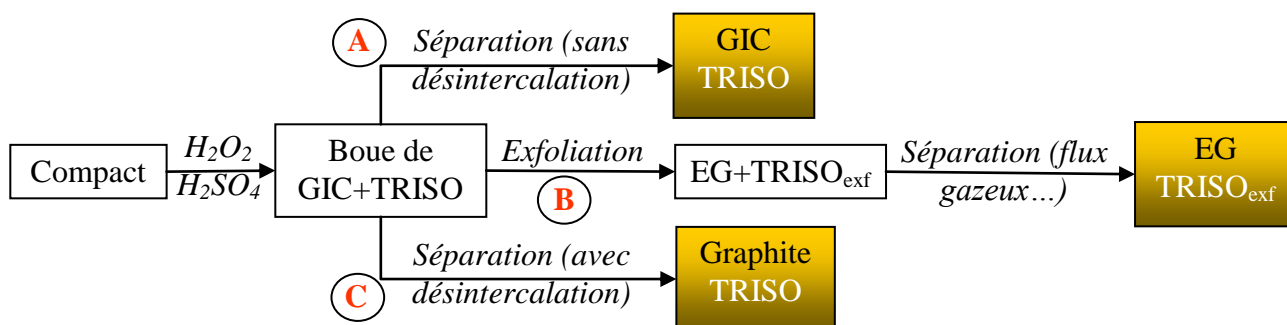 A
Séparation (sans
désintercalation)
GIC
TRISO
Compact
H₂O₂
H₂SO₄
Boue de
GIC+TRISO
Exfoliation
B
EG+TRISOexf
Séparation (flux
gazeux…)
EG
TRISOexf
C
Séparation (avec
désintercalation)
Graphite
TRISO